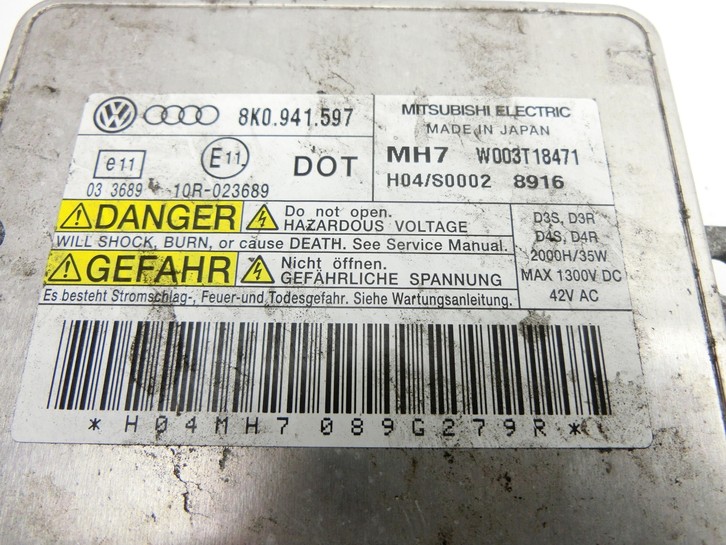 8K0.941.597
MITSUBISHI ELECTRIC
MADE IN JAPAN
e11
E11
DOT
MH7 W003T18471
03 3689 10R-023689
H04/S0002 8916
DANGER
Do not open.
HAZARDOUS VOLTAGE
WILL SHOCK, BURN, or cause DEATH. See Service Manual.
GEFAHR
Nicht öffnen.
GEFÄHRLICHE SPANNUNG
Es besteht Stromschlag-, Feuer-und Todesgefahr. Siehe Wartungsanleitung.
D3S, D3R
D4S, D4R
2000H/35W
MAX 1300V DC
42V AC
*H04MH7089G279R*